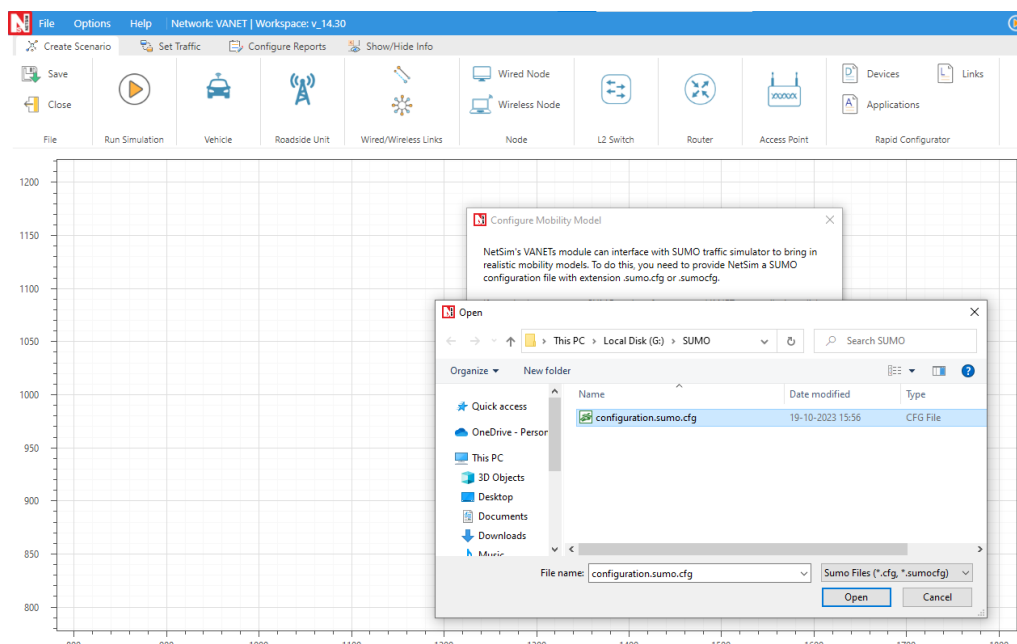 File Options Help Network: VANET | Workspace: v_14.30
Create Scenario Set Traffic Configure Reports Show/Hide Info
Save
Close
Wired Node
Wireless Node
Devices Links
Applications
File Run Simulation Vehicle Roadside Unit Wired/Wireless Links Node L2 Switch Router Access Point Rapid Configurator
1200
1150
1100
1050
1000
950
900
850
800
Configure Mobility Model
NetSim's VANETs module can interface with SUMO traffic simulator to bring in
realistic mobility models. To do this, you need to provide NetSim a SUMO
configuration file with extension .sumo.cfg or .sumocfg.
Open
This PC > Local Disk (G:) > SUMO
Search SUMO
Organize New folder
Name Date modified Type
configuration.sumo.cfg 19-10-2023 15:56 CFG File
Quick access
OneDrive - Person
This PC
3D Objects
Desktop
Documents
Downloads
Music
File name: configuration.sumo.cfg Sumo Files (*.cfg, *.sumocfg)
Open Cancel